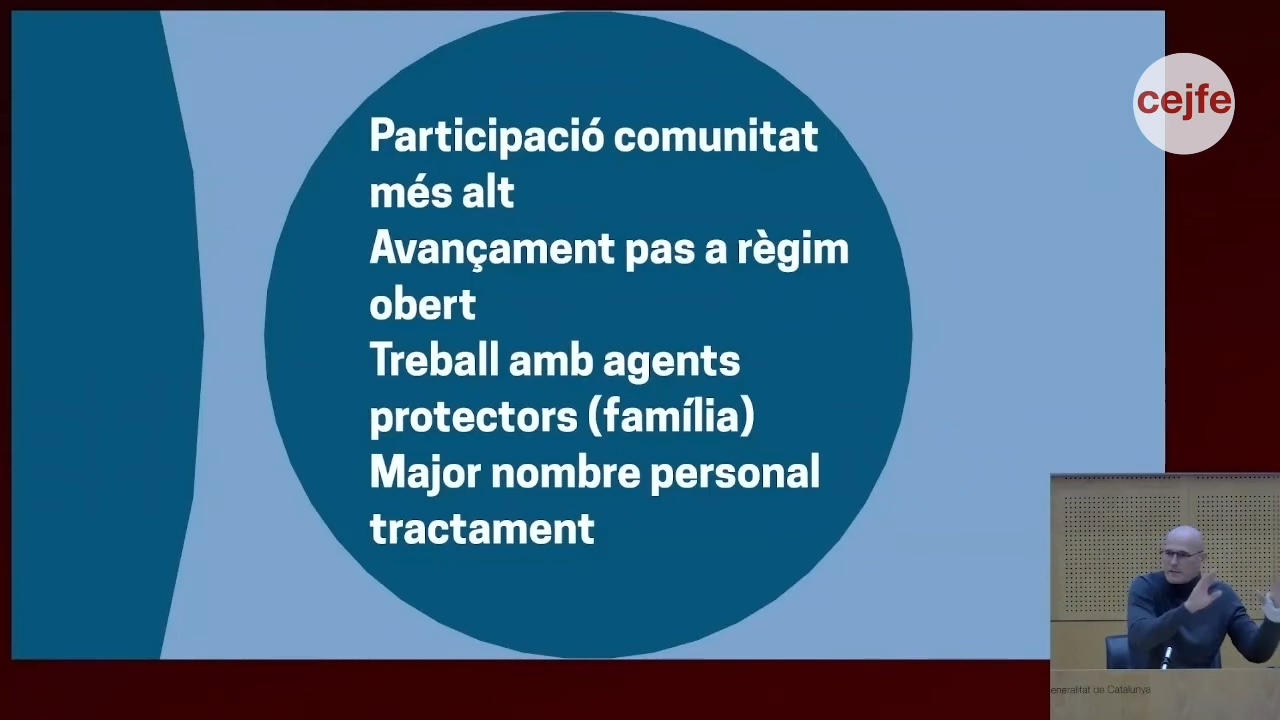 cejfe
Participació comunitat
més alt
Avançament pas a règim
obert
Treball amb agents
protectors (família)
Major nombre personal
tractament
eneralitat de Catalunya